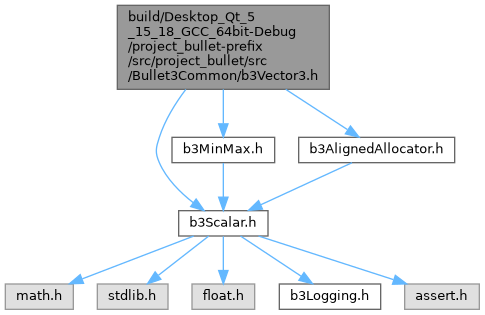 build/Desktop_Qt_5
_15_18_GCC_64bit-Debug
/project_bullet-prefix
/src/project_bullet/src
/Bullet3Common/b3Vector3.h
b3MinMax.h
b3AlignedAllocator.h
b3Scalar.h
math.h
stdlib.h
float.h
b3Logging.h
assert.h